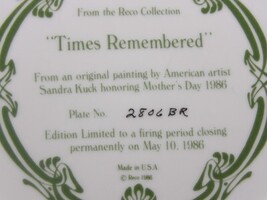 From the Reco Collection
"Times Remembered"
From an original painting by American artist
Sandra Kuck honoring Mother's Day 1986
Plate No. 2806BR
Edition Limited to a firing period closing
permanently on May 10, 1986
Made in U.S.A.
© Reco 1986